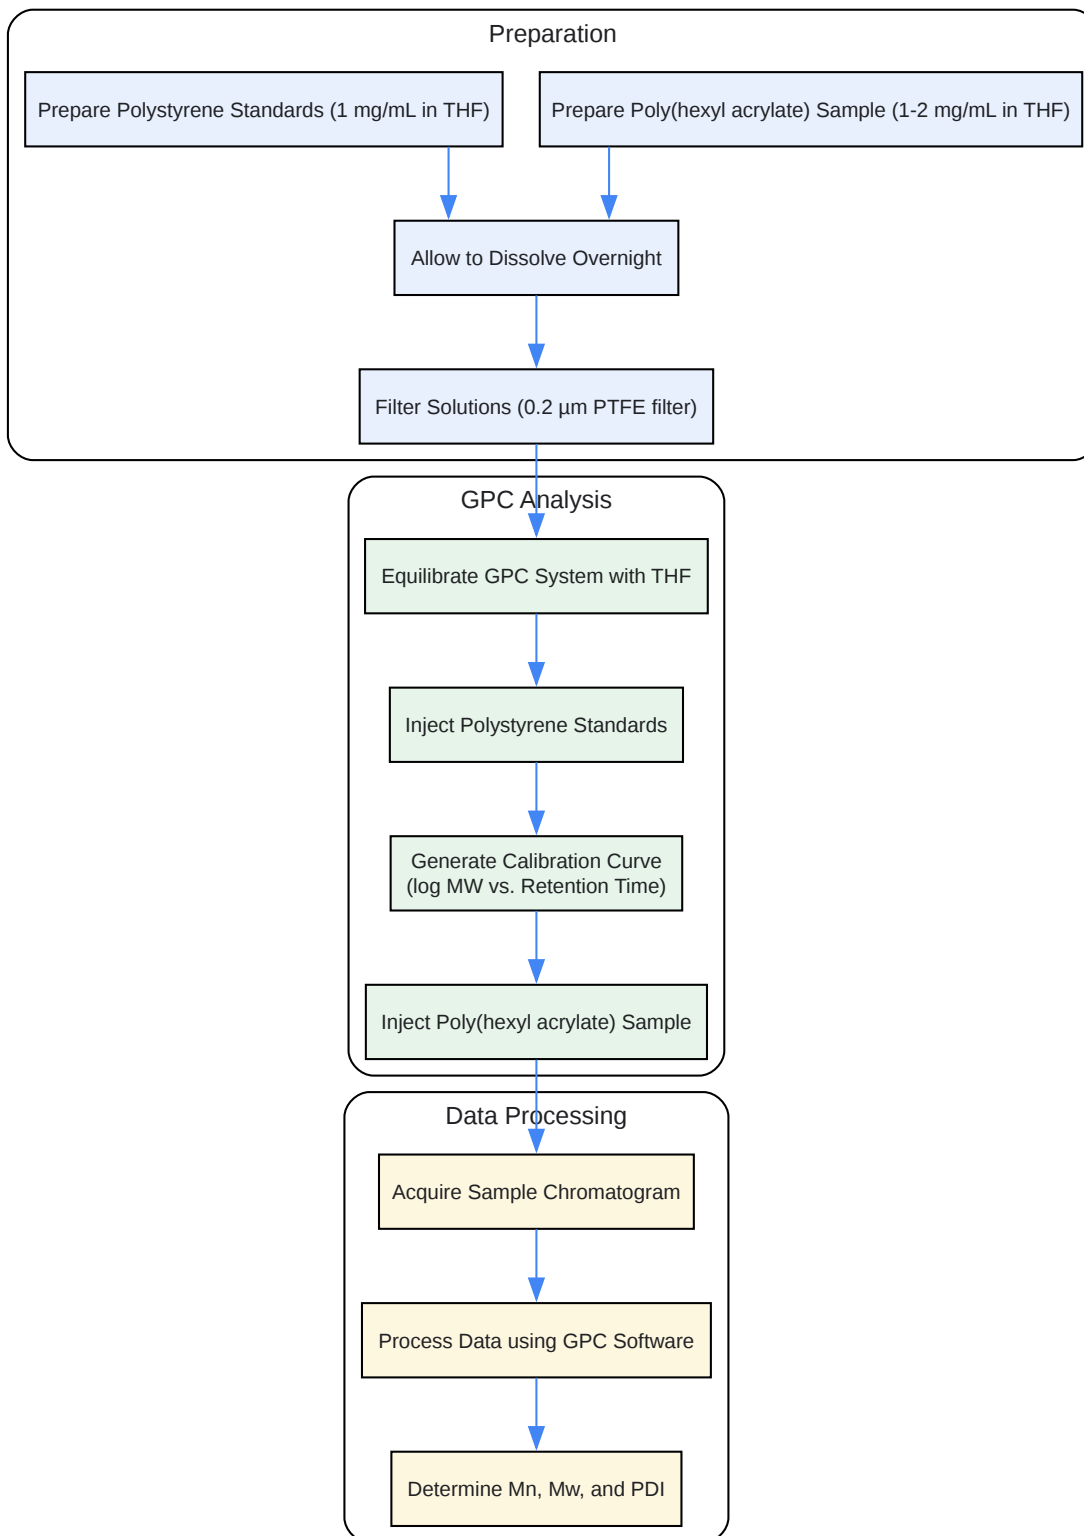 Preparation
Prepare Polystyrene Standards (1 mg/mL in THF)
Prepare Poly(hexyl acrylate) Sample (1-2 mg/mL in THF)
Allow to Dissolve Overnight
Filter Solutions (0.2 µm PTFE filter)
GPC Analysis
Equilibrate GPC System with THF
Inject Polystyrene Standards
Generate Calibration Curve
(log MW vs. Retention Time)
Inject Poly(hexyl acrylate) Sample
Data Processing
Acquire Sample Chromatogram
Process Data using GPC Software
Determine Mn, Mw, and PDI